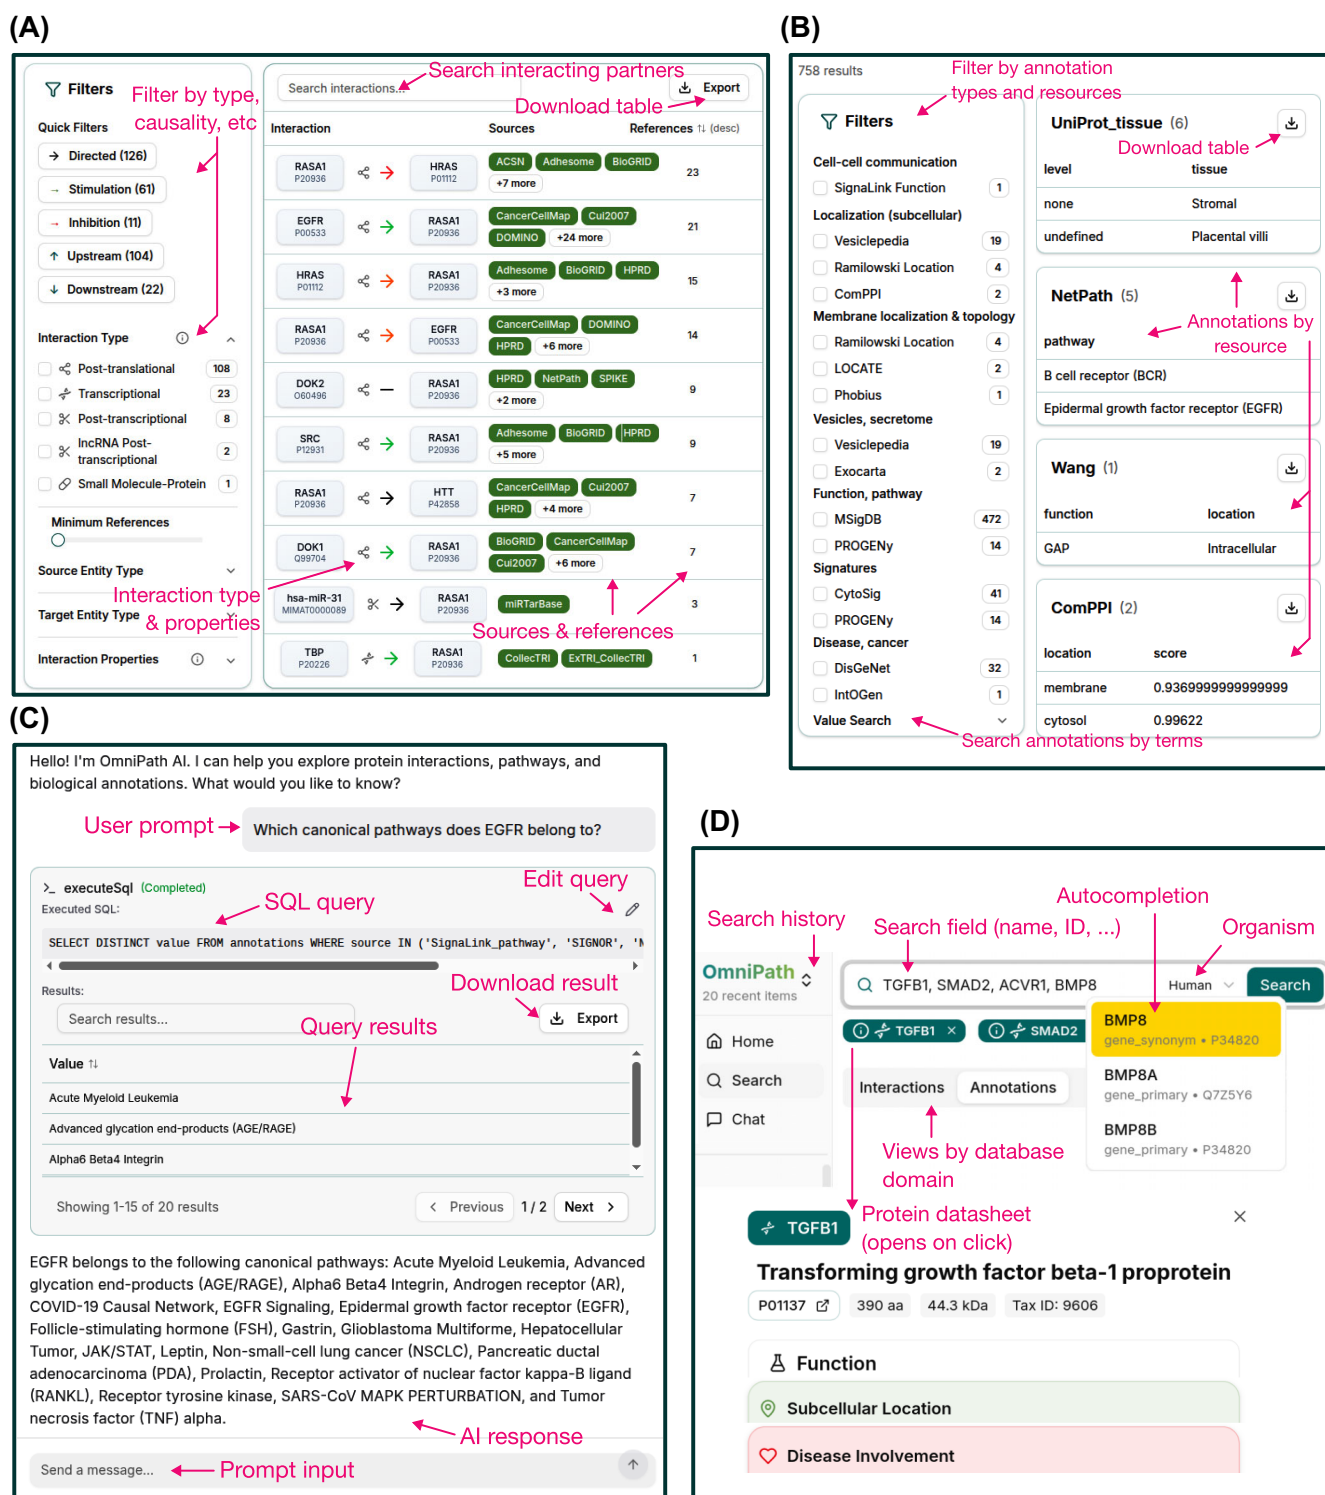 (A)
Filters
Filter by type,
causality, etc
Quick Filters
Directed (126)
Stimulation (61)
Inhibition (11)
Upstream (104)
Downstream (22)
Interaction Type
Post-translational 108
Transcriptional 23
Post-transcriptional 8
lncRNA Post-
transcriptional 2
Small Molecule-Protein 1
Minimum References
Source Entity Type
Target Entity Type
Interaction Properties
Search interactions...
Search interacting partners
Export
Download table
Interaction Sources References ↑↓ (desc)
RASA1 P20936 HRAS P01112 ACSN Adhesome BioGRID +7 more 23
EGFR P00533 RASA1 P20936 CancerCellMap Cui2007 DOMINO +24 more 21
HRAS P01112 RASA1 P20936 Adhesome BioGRID HPRD +3 more 15
RASA1 P20936 EGFR P00533 CancerCellMap DOMINO HPRD +6 more 14
DOK2 O60496 RASA1 P20936 HPRD NetPath SPIKE +2 more 9
SRC P12931 RASA1 P20936 Adhesome BioGRID HPRD +5 more 9
RASA1 P20936 HTT P42858 CancerCellMap Cui2007 HPRD +4 more 7
DOK1 Q99704 RASA1 P20936 BioGRID CancerCellMap Cui2007 +6 more 7
hsa-miR-31 MIMAT0000089 RASA1 P20936 miRTarBase 3
TBP P20226 RASA1 P20936 CollecTRI ExTRI_CollecTRI 1
Interaction type
& properties
Sources & references
(B)
758 results
Filter by annotation
types and resources
Filters
Cell-cell communication
SignaLink Function 1
Localization (subcellular)
Vesiclepedia 19
Ramilowski Location 4
ComPPI 2
Membrane localization & topology
Ramilowski Location 4
LOCATE 2
Phobius 1
Vesicles, secretome
Vesiclepedia 19
Exocarta 2
Function, pathway
MSigDB 472
PROGENy 14
Signatures
CytoSig 41
PROGENy 14
Disease, cancer
DisGeNet 32
IntOGen 1
Value Search
Search annotations by terms
UniProt_tissue (6)
Download table
level tissue
none Stromal
undefined Placental villi
NetPath (5)
Annotations by
resource
pathway
B cell receptor (BCR)
Epidermal growth factor receptor (EGFR)
Wang (1)
function location
GAP Intracellular
ComPPI (2)
location score
membrane 0.9369999999999999
cytosol 0.99622
(C)
Hello! I'm OmniPath AI. I can help you explore protein interactions, pathways, and
biological annotations. What would you like to know?
User prompt
Which canonical pathways does EGFR belong to?
>_ executeSql (Completed)
Edit query
Executed SQL:
SQL query
SELECT DISTINCT value FROM annotations WHERE source IN ('SignaLink_pathway', 'SIGNOR', 'N
Download result
Results:
Search results...
Export
Query results
Value ↑↓
Acute Myeloid Leukemia
Advanced glycation end-products (AGE/RAGE)
Alpha6 Beta4 Integrin
Showing 1-15 of 20 results
Previous 1 / 2 Next
EGFR belongs to the following canonical pathways: Acute Myeloid Leukemia, Advanced
glycation end-products (AGE/RAGE), Alpha6 Beta4 Integrin, Androgen receptor (AR),
COVID-19 Causal Network, EGFR Signaling, Epidermal growth factor receptor (EGFR),
Follicle-stimulating hormone (FSH), Gastrin, Glioblastoma Multiforme, Hepatocellular
Tumor, JAK/STAT, Leptin, Non-small-cell lung cancer (NSCLC), Pancreatic ductal
adenocarcinoma (PDA), Prolactin, Receptor activator of nuclear factor kappa-B ligand
(RANKL), Receptor tyrosine kinase, SARS-CoV MAPK PERTURBATION, and Tumor
necrosis factor (TNF) alpha.
AI response
Send a message...
Prompt input
(D)
Autocompletion
Search history
Search field (name, ID, ...)
Organism
OmniPath
20 recent items
Home
Search
Chat
TGFB1, SMAD2, ACVR1, BMP8
Human
Search
TGFB1 ×
SMAD2
BMP8
gene_synonym • P34820
BMP8A
gene_primary • Q7Z5Y6
BMP8B
gene_primary • P34820
Interactions Annotations
Views by database
domain
TGFB1
Protein datasheet
(opens on click)
Transforming growth factor beta-1 proprotein
P01137 390 aa 44.3 kDa Tax ID: 9606
Function
Subcellular Location
Disease Involvement